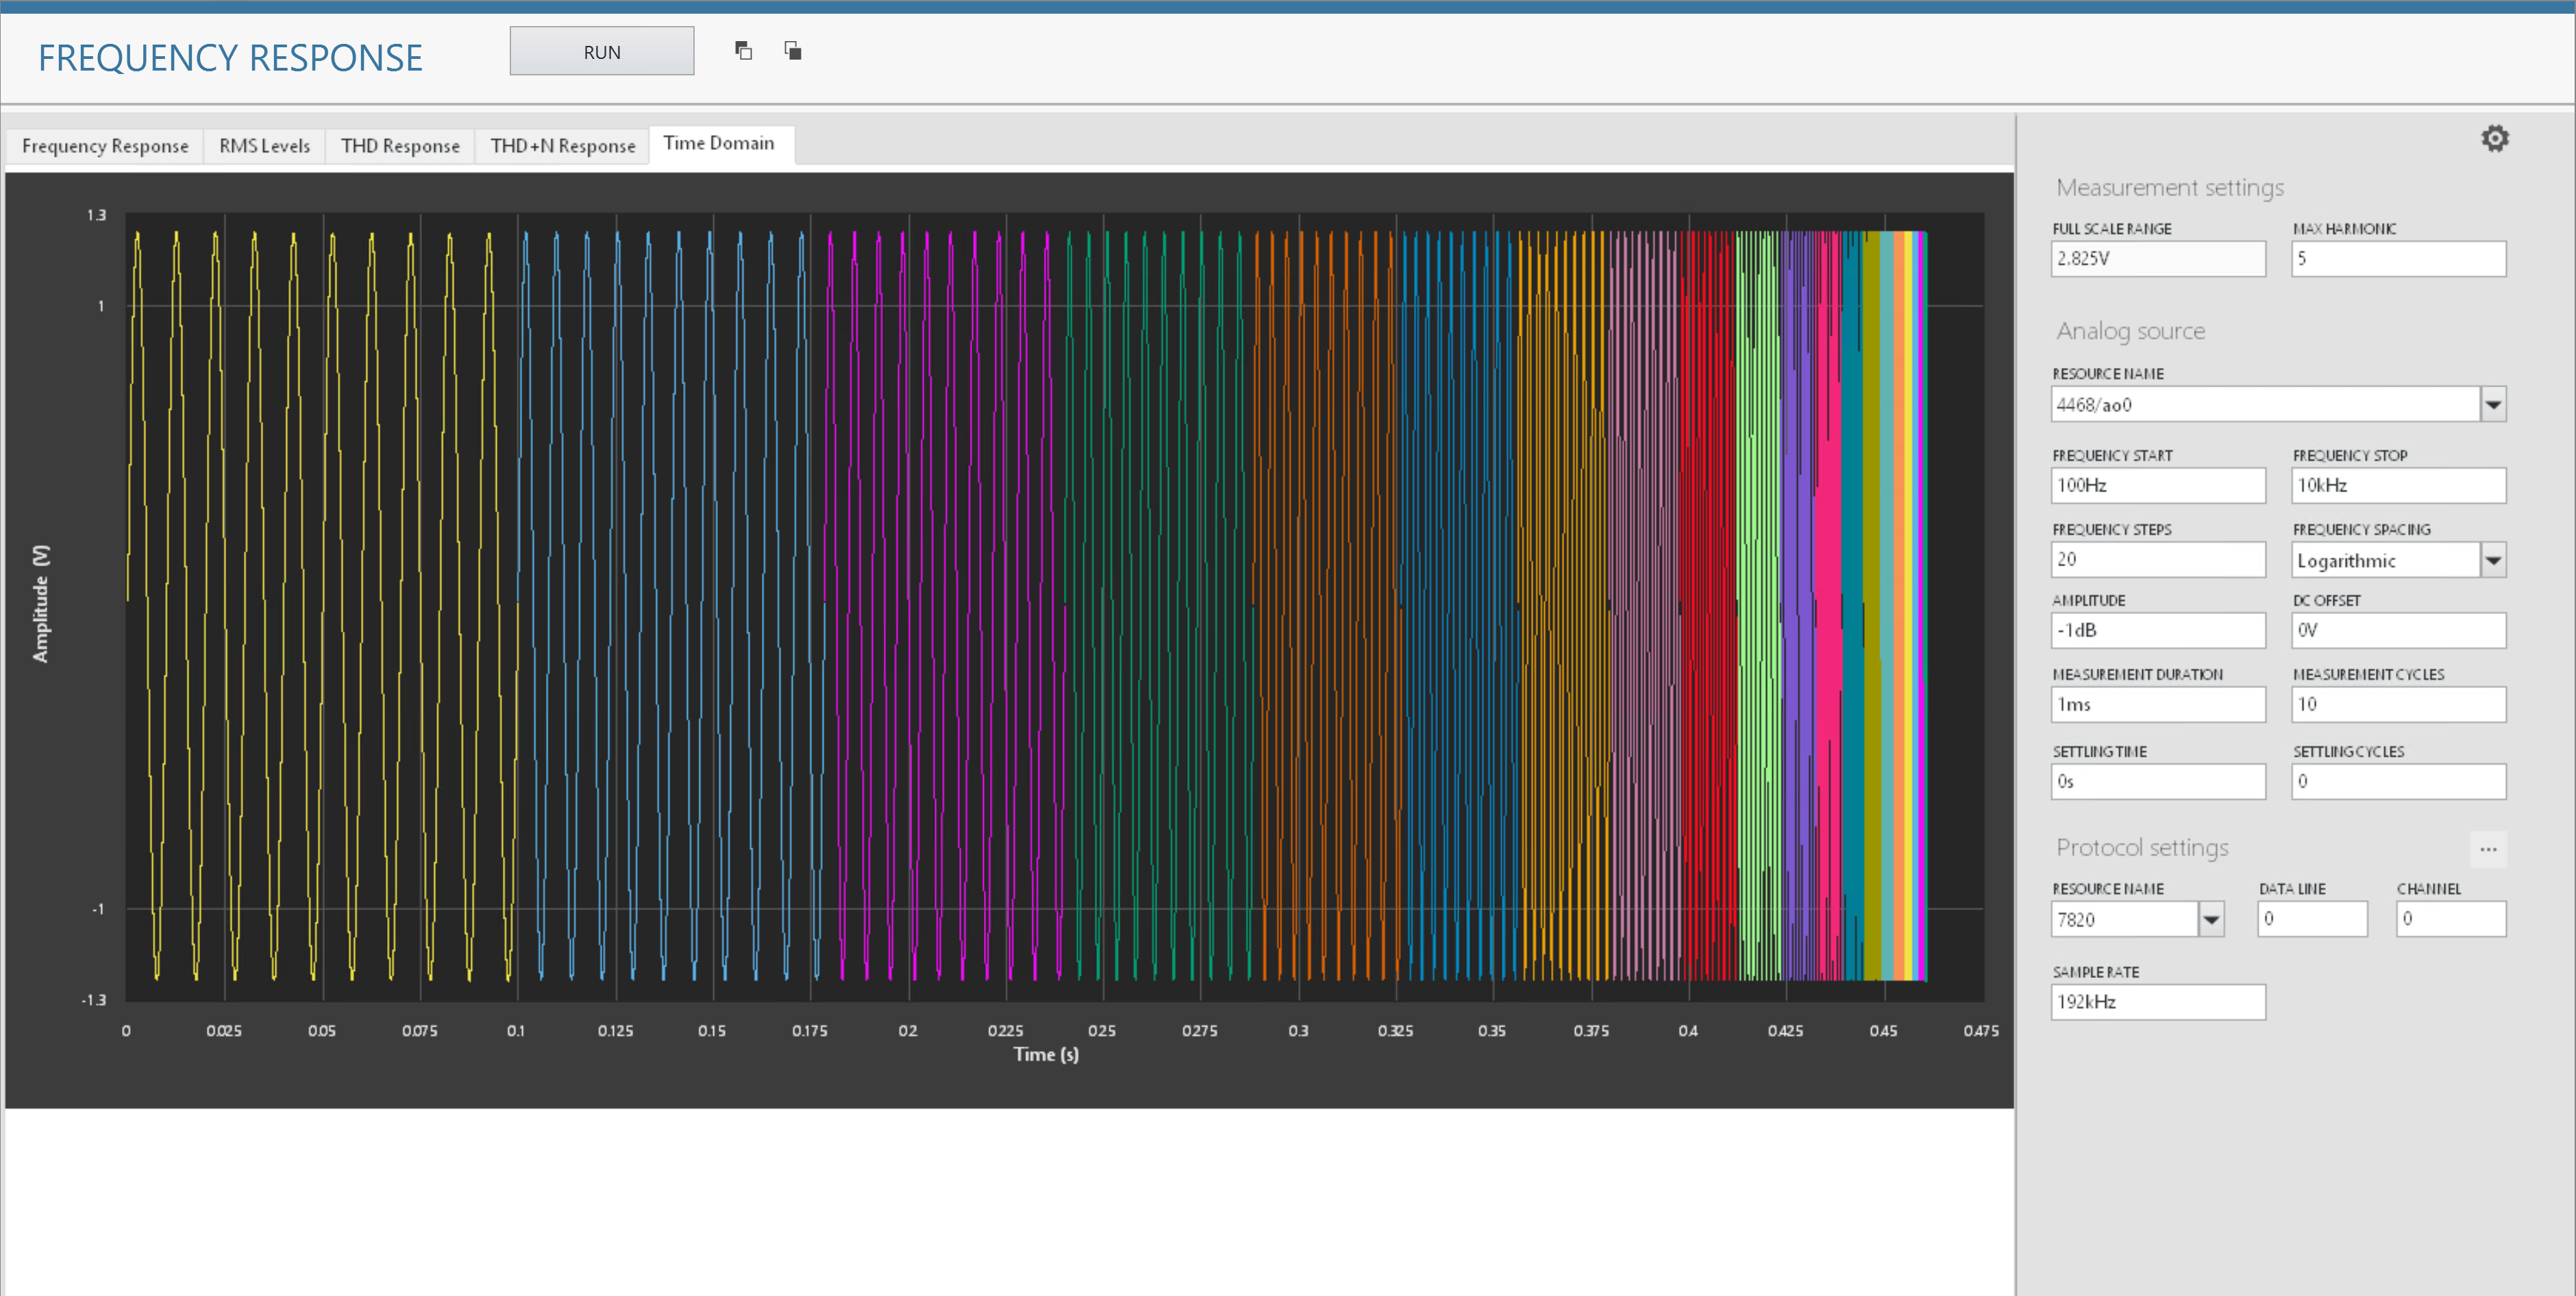 FREQUENCY RESPONSE
RUN
Frequency Response
RMS Levels
THD Response
THD+N Response
Time Domain
1.3
1
-1
-1.3
Amplitude (V)
0
0.025
0.05
0.075
0.1
0.125
0.15
0.175
0.2
0.225
0.25
0.275
0.3
0.325
0.35
0.375
0.4
0.425
0.45
0.475
Time (s)
Measurement settings
FULL SCALE RANGE
MAX HARMONIC
2.825V
5
Analog source
RESOURCE NAME
4468/ao0
FREQUENCY START
FREQUENCY STOP
100Hz
10kHz
FREQUENCY STEPS
FREQUENCY SPACING
20
Logarithmic
AMPLITUDE
DC OFFSET
-1dB
0V
MEASUREMENT DURATION
MEASUREMENT CYCLES
1ms
10
SETTLING TIME
SETTLING CYCLES
0s
0
Protocol settings
...
RESOURCE NAME
DATA LINE
CHANNEL
7820
0
0
SAMPLE RATE
192kHz